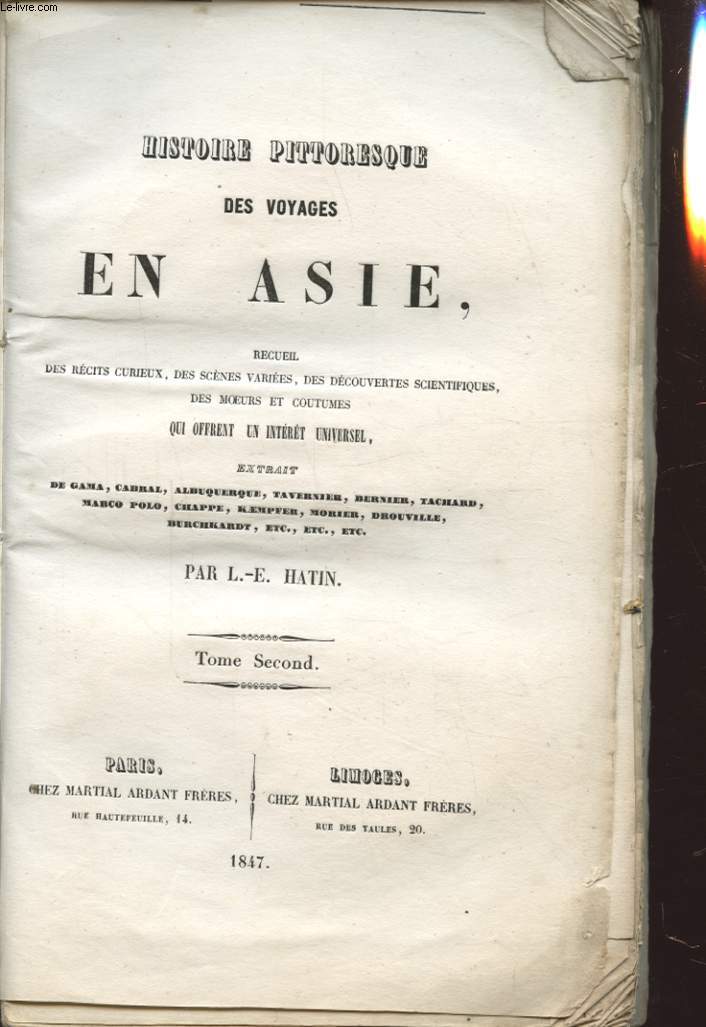 Le-livre.com
HISTOIRE PITTORESQUE
DES VOYAGES
EN ASIE,
RECUEIL
DES RÉCITS CURIEUX, DES SCÈNES VARIÉES, DES DÉCOUVERTES SCIENTIFIQUES,
DES MŒURS ET COUTUMES
QUI OFFRENT UN INTÉRÊT UNIVERSEL,
EXTRAIT
DE GAMA, CABRAL, ALBUQUERQUE, TAVERNIER, BERNIER, TACHARD,
MARCO POLO, CHAPPE, KÆMPFER, MORIER, DROUVILLE,
BURCHKARDT, ETC., ETC., ETC.
PAR L.-E. HATIN.
Tome Second.
PARIS,
CHEZ MARTIAL ARDANT FRÈRES,
RUE HAUTEFEUILLE, 14.
LIMOGES,
CHEZ MARTIAL ARDANT FRÈRES,
RUE DES TAULES, 20.
1847.